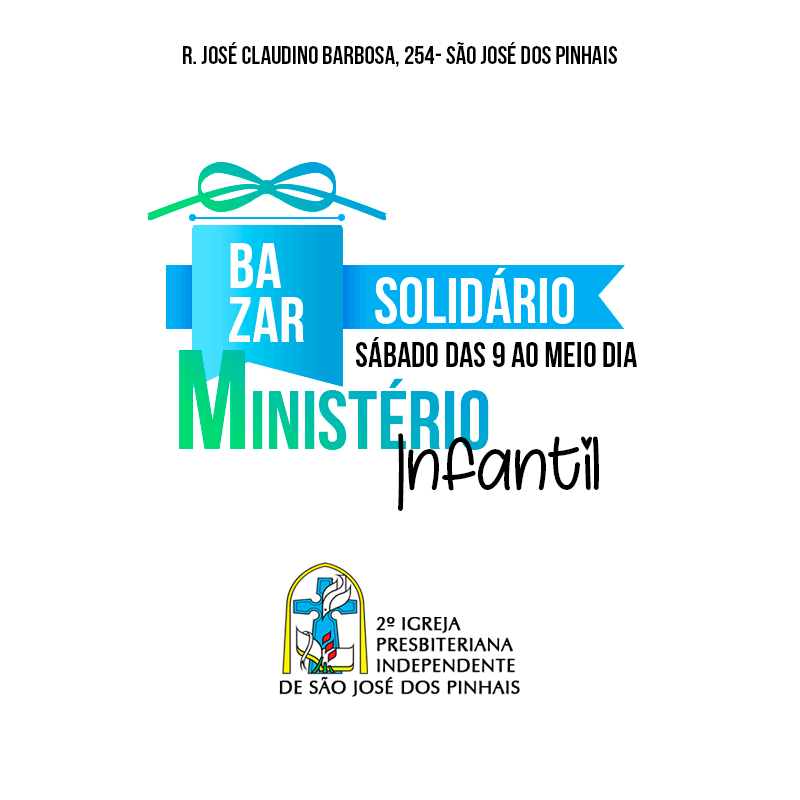 R. JOSÉ CLAUDINO BARBOSA, 254- SÃO JOSÉ DOS PINHAIS
BA
ZAR
SOLIDÁRIO
SÁBADO DAS 9 AO MEIO DIA
MINISTÉRIO
Infantil
2º IGREJA
PRESBITERIANA
INDEPENDENTE
DE SÃO JOSÉ DOS PINHAIS